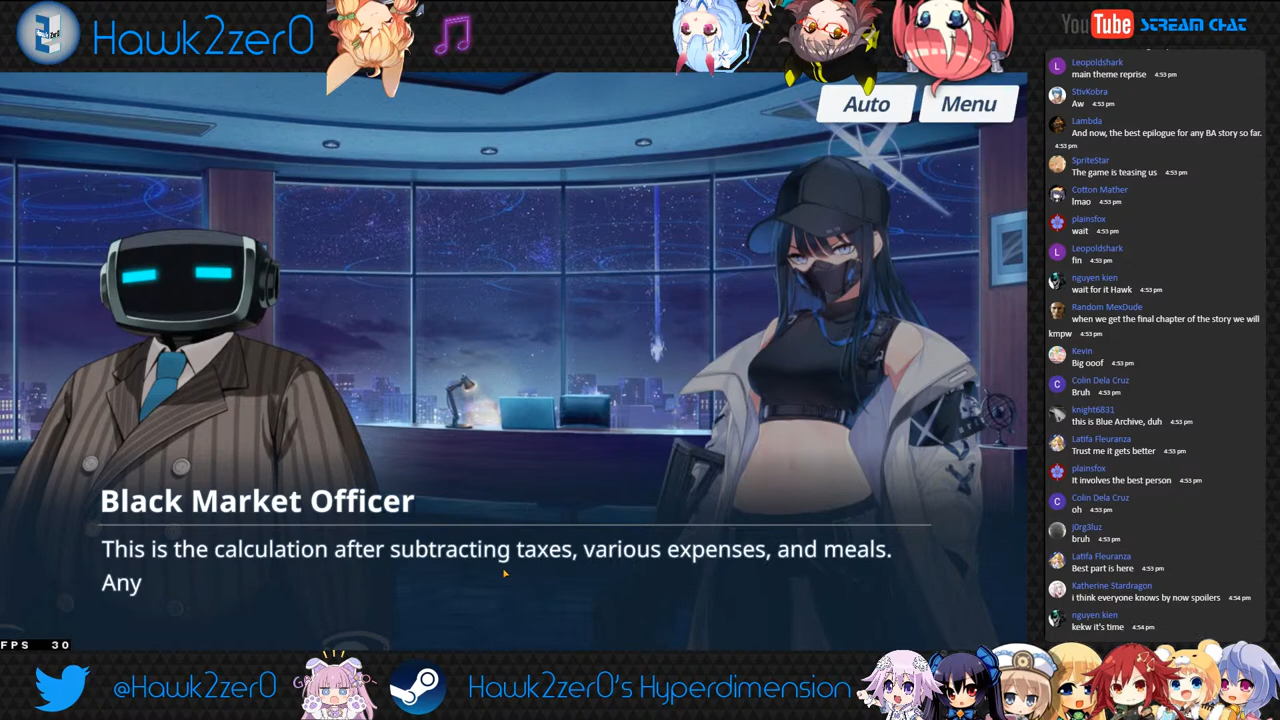 Hawk2zer0
YouTube STREAM CHAT
Auto
Menu
Leopoldshark
main theme reprise 4:53 pm
StivKobra
Aw 4:53 pm
Lambda
And now, the best epilogue for any BA story so far.
4:53 pm
SpriteStar
The game is teasing us 4:53 pm
Cotton Mather
lmao 4:53 pm
plainsfox
wait 4:53 pm
Leopoldshark
fin 4:53 pm
nguyen kien
wait for it Hawk 4:53 pm
Random MexDude
when we get the final chapter of the story we will
kmpw 4:53 pm
Kevin
Big ooof 4:53 pm
Colin Dela Cruz
Bruh 4:53 pm
knight6831
this is Blue Archive, duh 4:53 pm
Latifa Fleuranza
Trust me it gets better 4:53 pm
plainsfox
It involves the best person 4:53 pm
Colin Dela Cruz
oh 4:53 pm
j0rg3luz
bruh 4:53 pm
Latifa Fleuranza
Best part is here 4:53 pm
Katherine Stardragon
i think everyone knows by now spoilers 4:54 pm
nguyen kien
kekw it's time 4:54 pm
Black Market Officer
This is the calculation after subtracting taxes, various expenses, and meals.
Any
FPS 30
@Hawk2zer0
Hawk2zer0's Hyperdimension